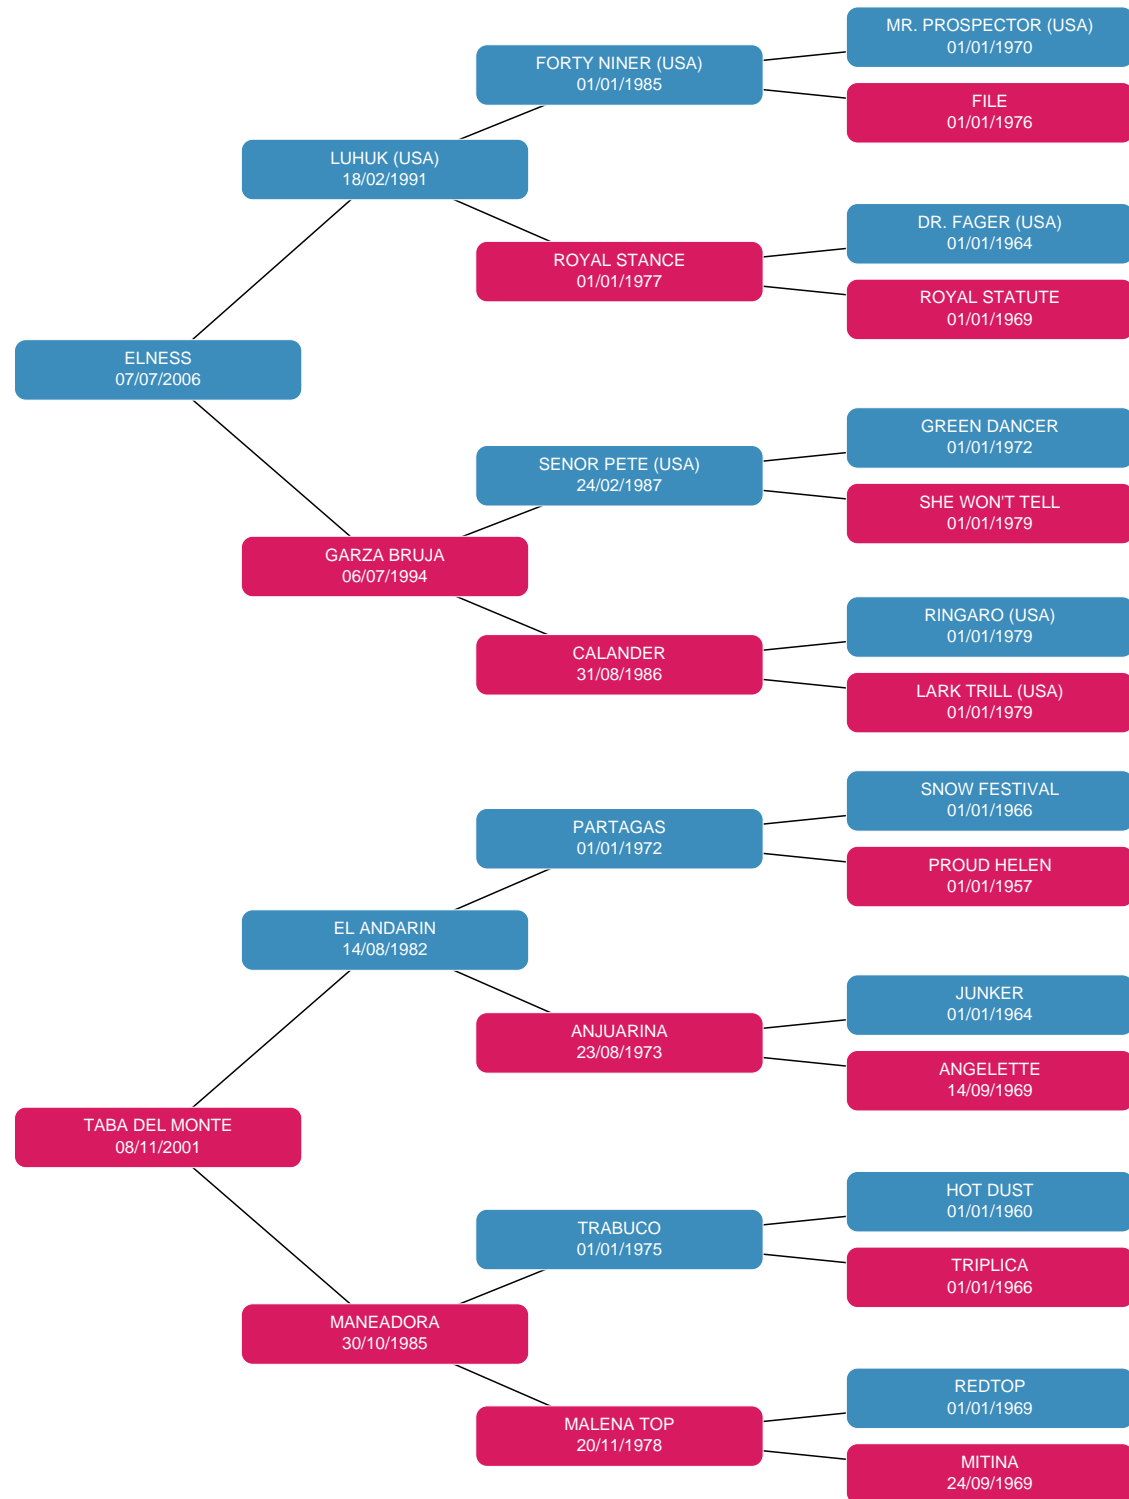 MR. PROSPECTOR (USA)
01/01/1970
FORTY NINER (USA)
01/01/1985
FILE
01/01/1976
LUHUK (USA)
18/02/1991
DR. FAGER (USA)
01/01/1964
ROYAL STANCE
01/01/1977
ROYAL STATUTE
01/01/1969
ELNESS
07/07/2006
GREEN DANCER
01/01/1972
SENOR PETE (USA)
24/02/1987
SHE WON'T TELL
01/01/1979
GARZA BRUJA
06/07/1994
RINGARO (USA)
01/01/1979
CALANDER
31/08/1986
LARK TRILL (USA)
01/01/1979
SNOW FESTIVAL
01/01/1966
PARTAGAS
01/01/1972
PROUD HELEN
01/01/1957
EL ANDARIN
14/08/1982
JUNKER
01/01/1964
ANJUARINA
23/08/1973
ANGELETTE
14/09/1969
TABA DEL MONTE
08/11/2001
HOT DUST
01/01/1960
TRABUCO
01/01/1975
TRIPLICA
01/01/1966
MANEADORA
30/10/1985
REDTOP
01/01/1969
MALENA TOP
20/11/1978
MITINA
24/09/1969